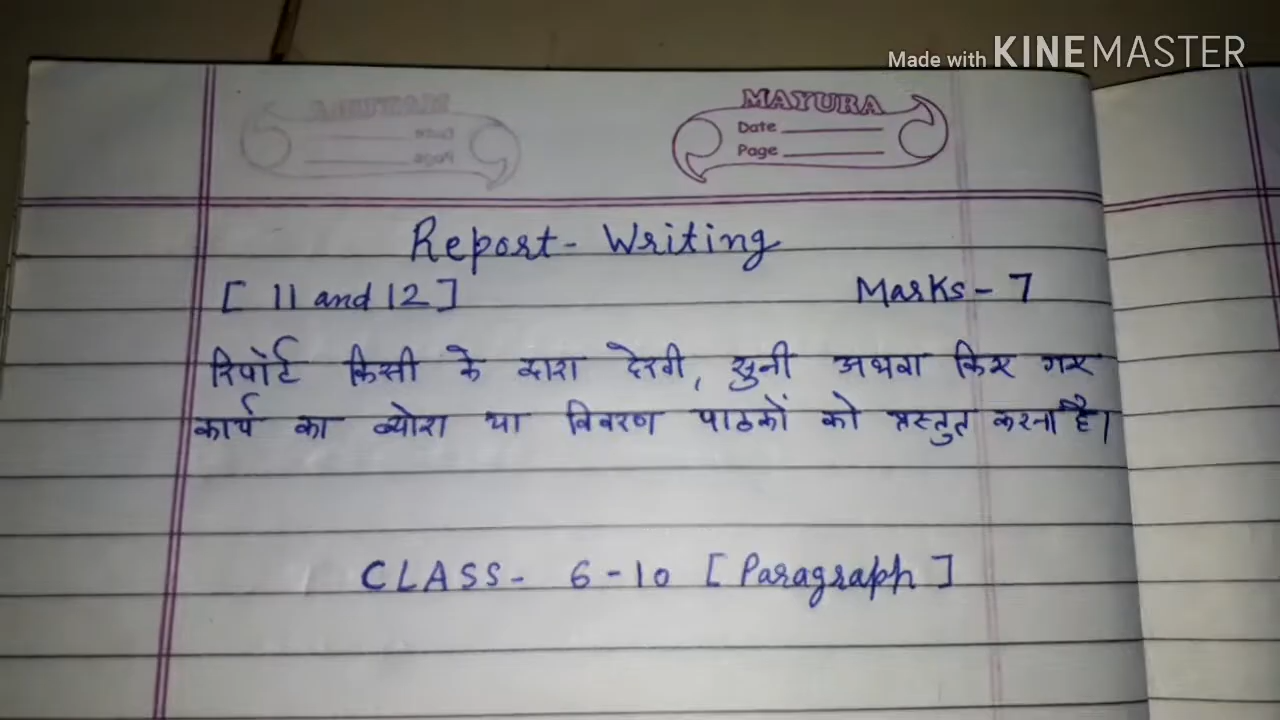 Made with KINEMASTER
MAYURA
Date
Page
Report-Writing
[ 11 and 12 ] Marks-7
रिपोर्ट किसी के द्वारा देखी, सुनी अथवा किए गए
कार्य का ब्योरा या विवरण पाठकों को प्रस्तुत करना है।
CLASS- 6-10 [ Paragraph ]